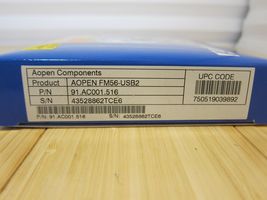 Aopen Components
Product AOPEN FM56-USB2
P/N 91.AC001.516
S/N 43528862TCE6
UPC CODE
750519039892
P/N: 91.AC001.516 S/N: 43528862TCE6